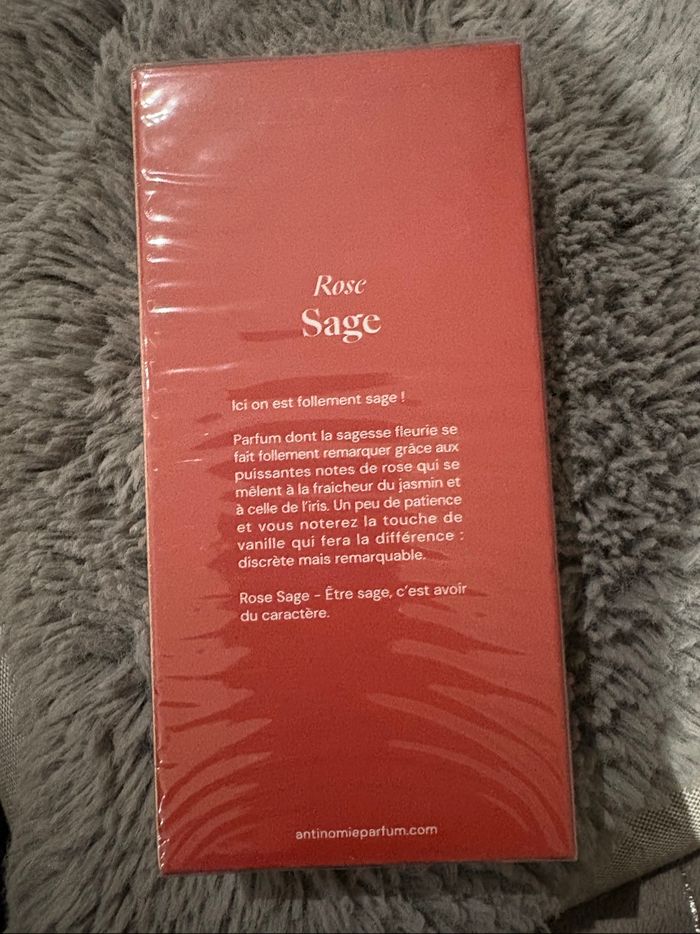 Rose
Sage
Ici on est follement sage !
Parfum dont la sagesse fleurie se
fait follement remarquer grâce aux
puissantes notes de rose qui se
mêlent à la fraicheur du jasmin et
à celle de l'iris. Un peu de patience
et vous noterez la touche de
vanille qui fera la différence :
discrète mais remarquable.
Rose Sage - Être sage, c'est avoir
du caractère.
antinomieparfum.com